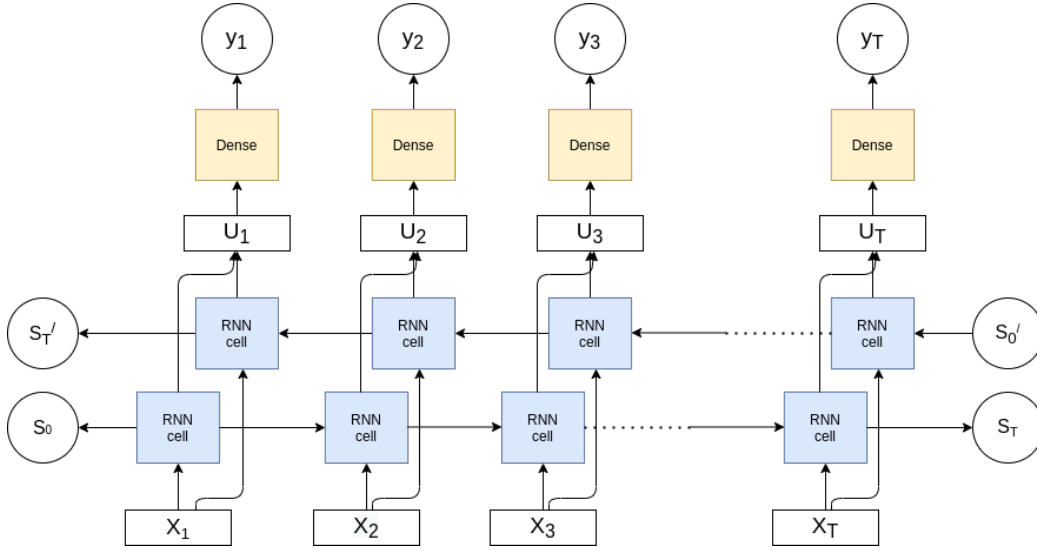 y1 y2 y3 yT
Dense Dense Dense Dense
U1 U2 U3 UT
ST/ RNN cell RNN cell RNN cell RNN cell S0/
S0 RNN cell RNN cell RNN cell RNN cell ST
X1 X2 X3 XT